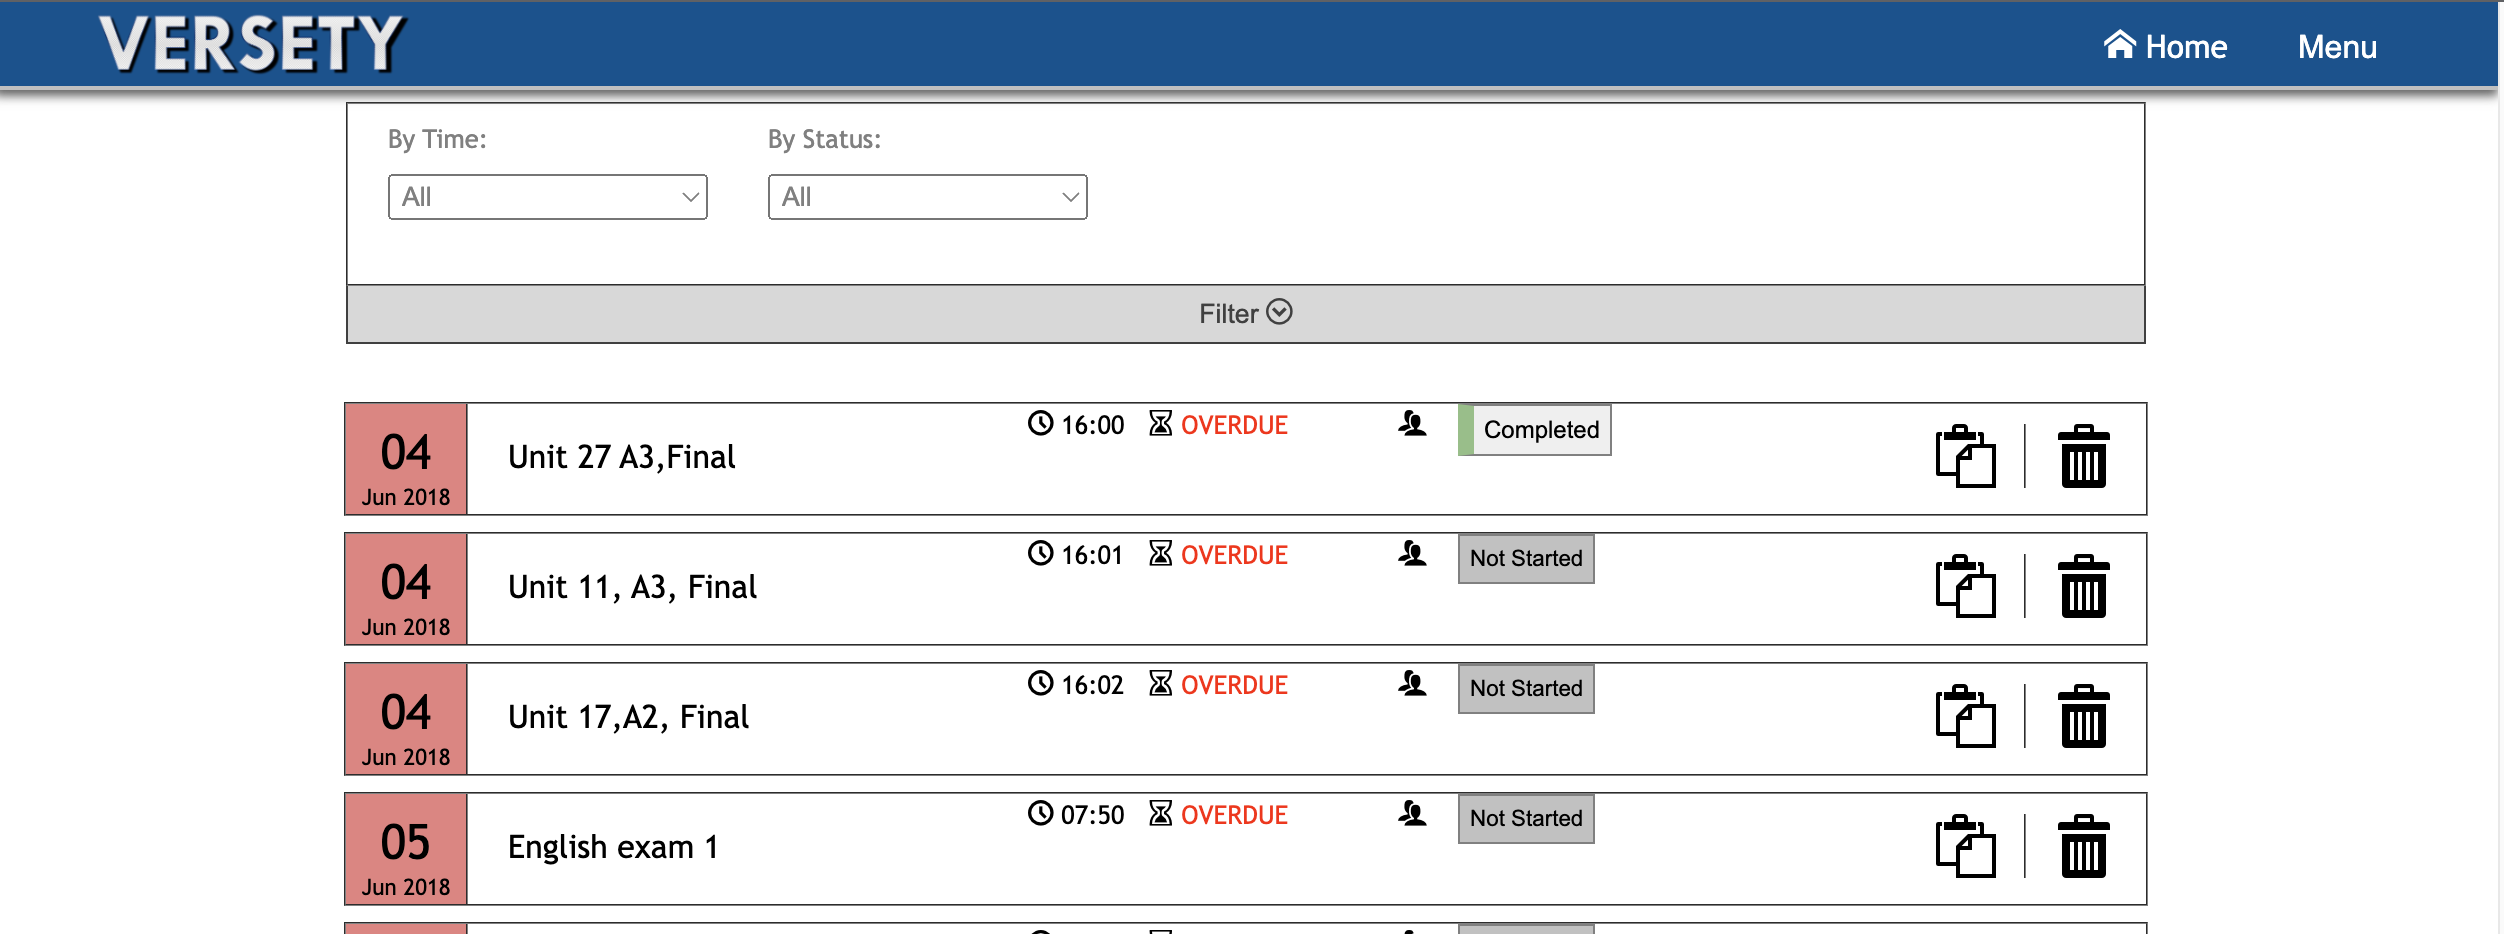 VERSETY
Home Menu
By Time: By Status:
All All
Filter
04
Jun 2018
Unit 27 A3,Final
16:00 OVERDUE
Completed
04
Jun 2018
Unit 11, A3, Final
16:01 OVERDUE
Not Started
04
Jun 2018
Unit 17,A2, Final
16:02 OVERDUE
Not Started
05
Jun 2018
English exam 1
07:50 OVERDUE
Not Started